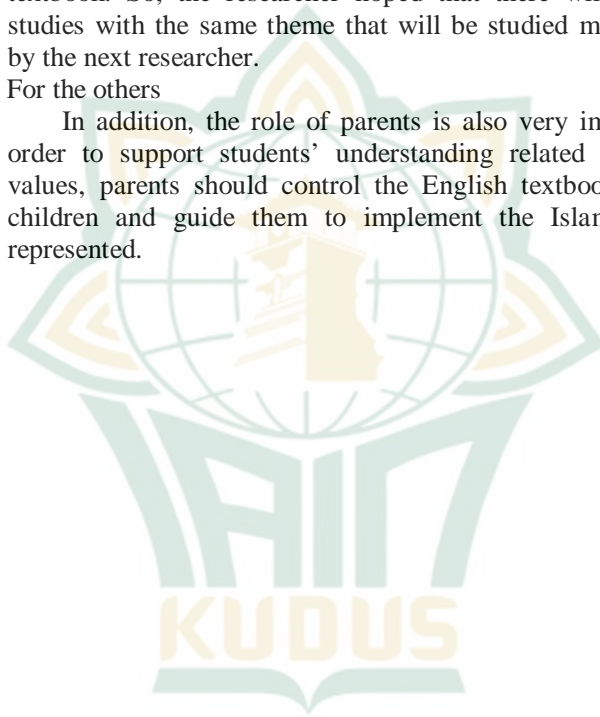 textbook. So, the researcher hoped that there
studies with the same theme that will be studied
by the next researcher.
For the others
In addition, the role of parents is also very
order to support students’ understanding related
values, parents should control the English
children and guide them to implement the
represented.
IAIN
KUDUS